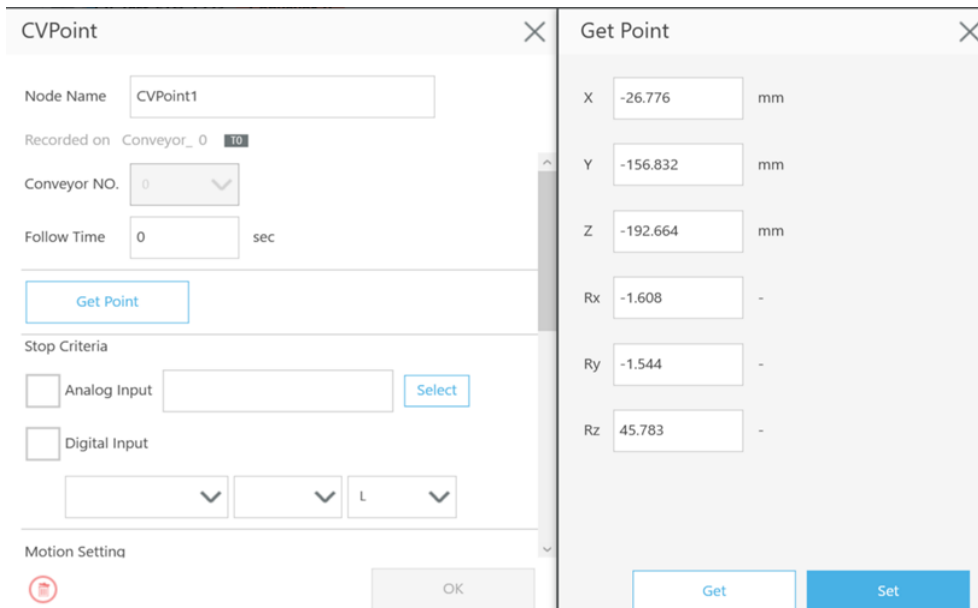 CVPoint
Node Name CVPoint1
Recorded on Conveyor_ 0 T0
Conveyor NO. 0
Follow Time 0 sec
Get Point
Stop Criteria
Analog Input Select
Digital Input
L
Motion Setting
OK
Get Point
X -26.776 mm
Y -156.832 mm
Z -192.664 mm
Rx -1.608 -
Ry -1.544 -
Rz 45.783 -
Get Set